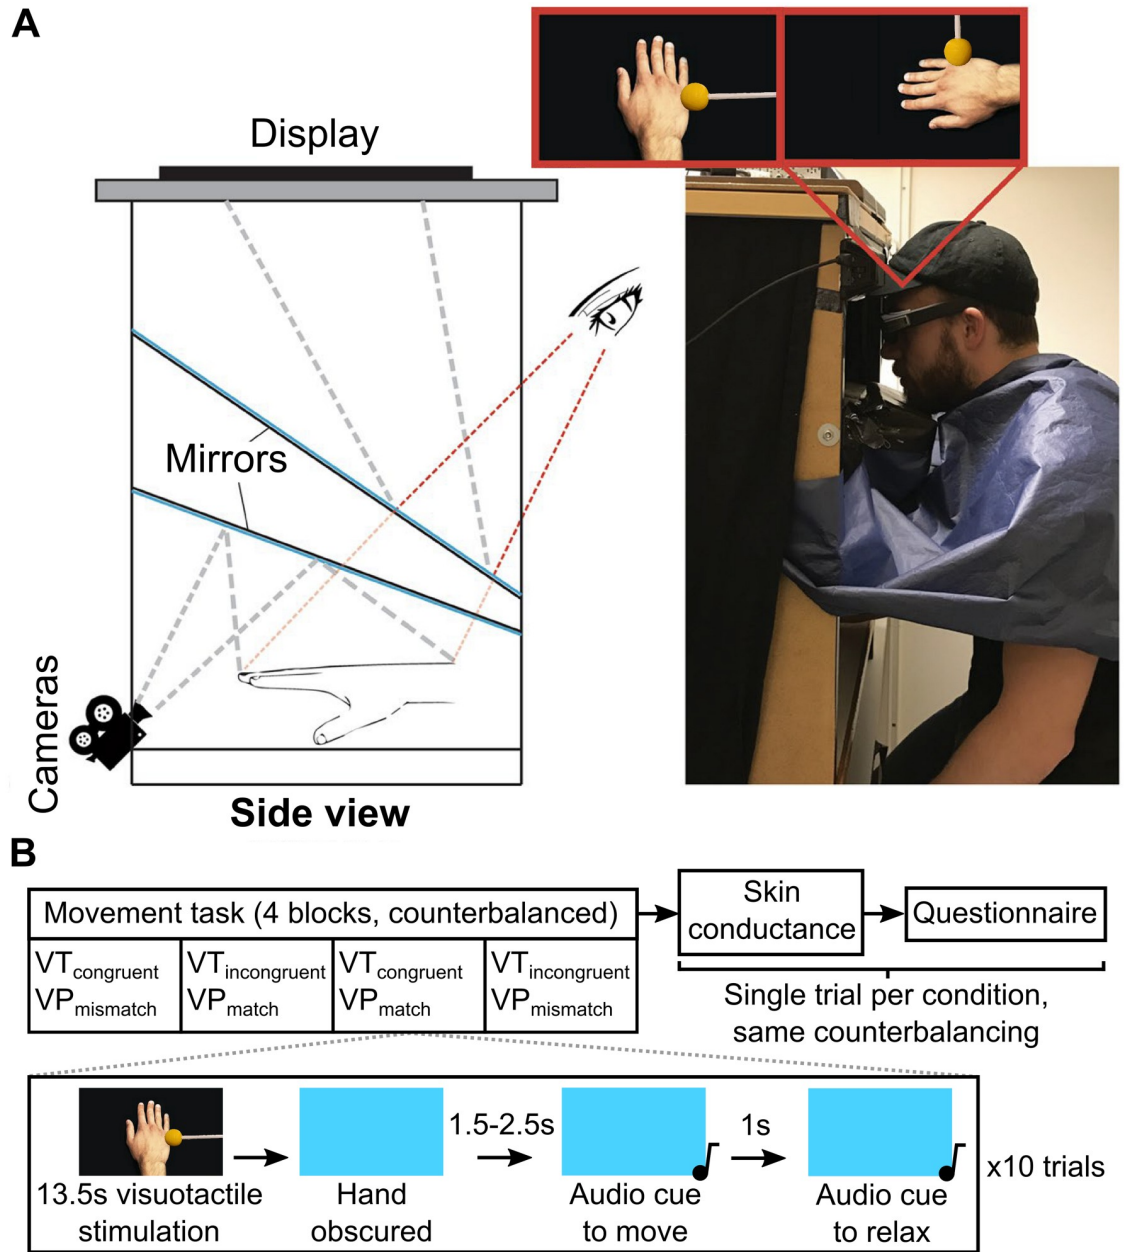 A
Display
Mirrors
Cameras
Side view
B
Movement task (4 blocks, counterbalanced)
VTcongruent
VPmismatch
VTincongruent
VPmatch
VTcongruent
VPmatch
VTincongruent
VPmismatch
Skin
conductance
Questionnaire
Single trial per condition,
same counterbalancing
13.5s visuotactile
stimulation
Hand
obscured
1.5-2.5s
Audio cue
to move
1s
Audio cue
to relax
x10 trials